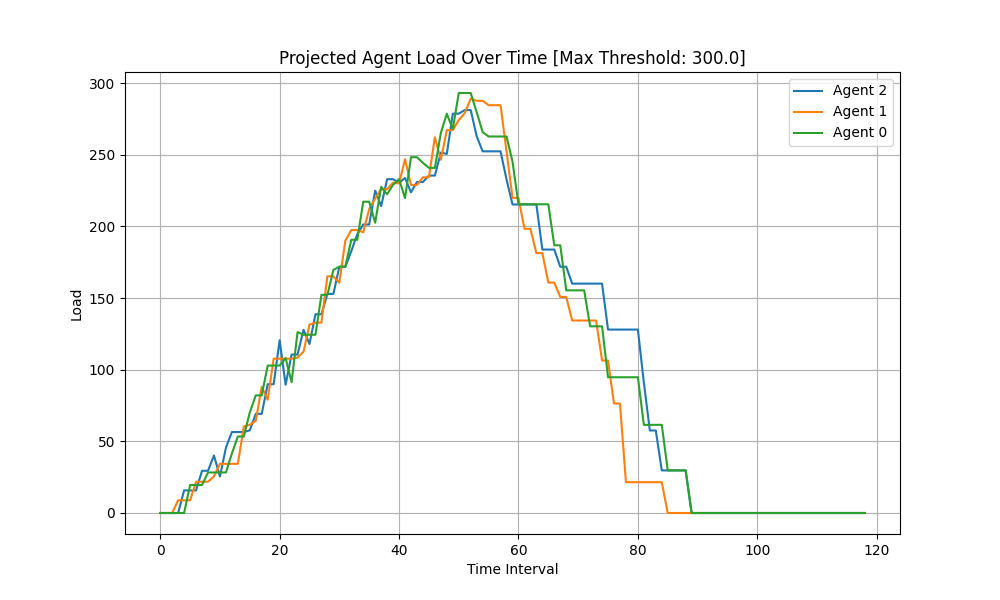 Projected Agent Load Over Time [Max Threshold: 300.0]
Load
300
250
200
150
100
50
0
Agent 2
Agent 1
Agent 0
0 20 40 60 80 100 120
Time Interval